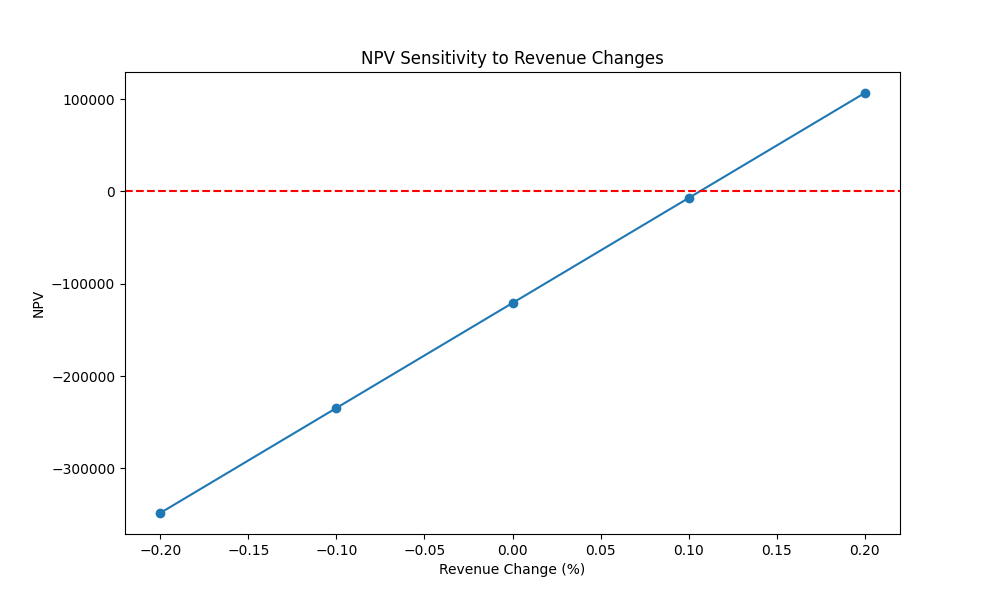 NPV Sensitivity to Revenue Changes
100000
0
−100000
−200000
−300000
NPV
−0.20 −0.15 −0.10 −0.05 0.00 0.05 0.10 0.15 0.20
Revenue Change (%)